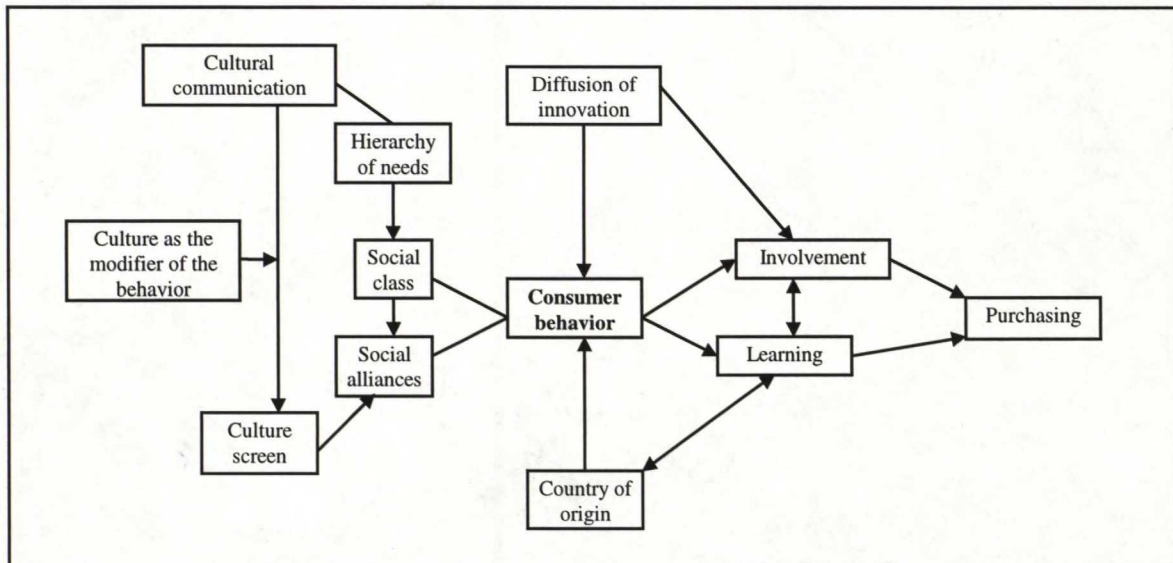 Cultural
communication
Hierarchy
of needs
Culture as the
modifier of the
behavior
Social
class
Social
alliances
Culture
screen
Diffusion of
innovation
Consumer
behavior
Country of
origin
Involvement
Learning
Purchasing